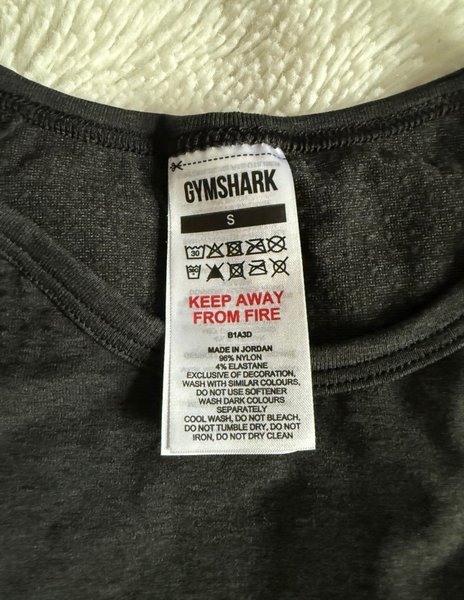 GYMSHARK
S
30
KEEP AWAY
FROM FIRE
B1A3D
MADE IN JORDAN
96% NYLON
4% ELASTANE
EXCLUSIVE OF DECORATION,
WASH WITH SIMILAR COLOURS,
DO NOT USE SOFTENER
WASH DARK COLOURS
SEPARATELY
COOL WASH, DO NOT BLEACH,
DO NOT TUMBLE DRY, DO NOT
IRON, DO NOT DRY CLEAN